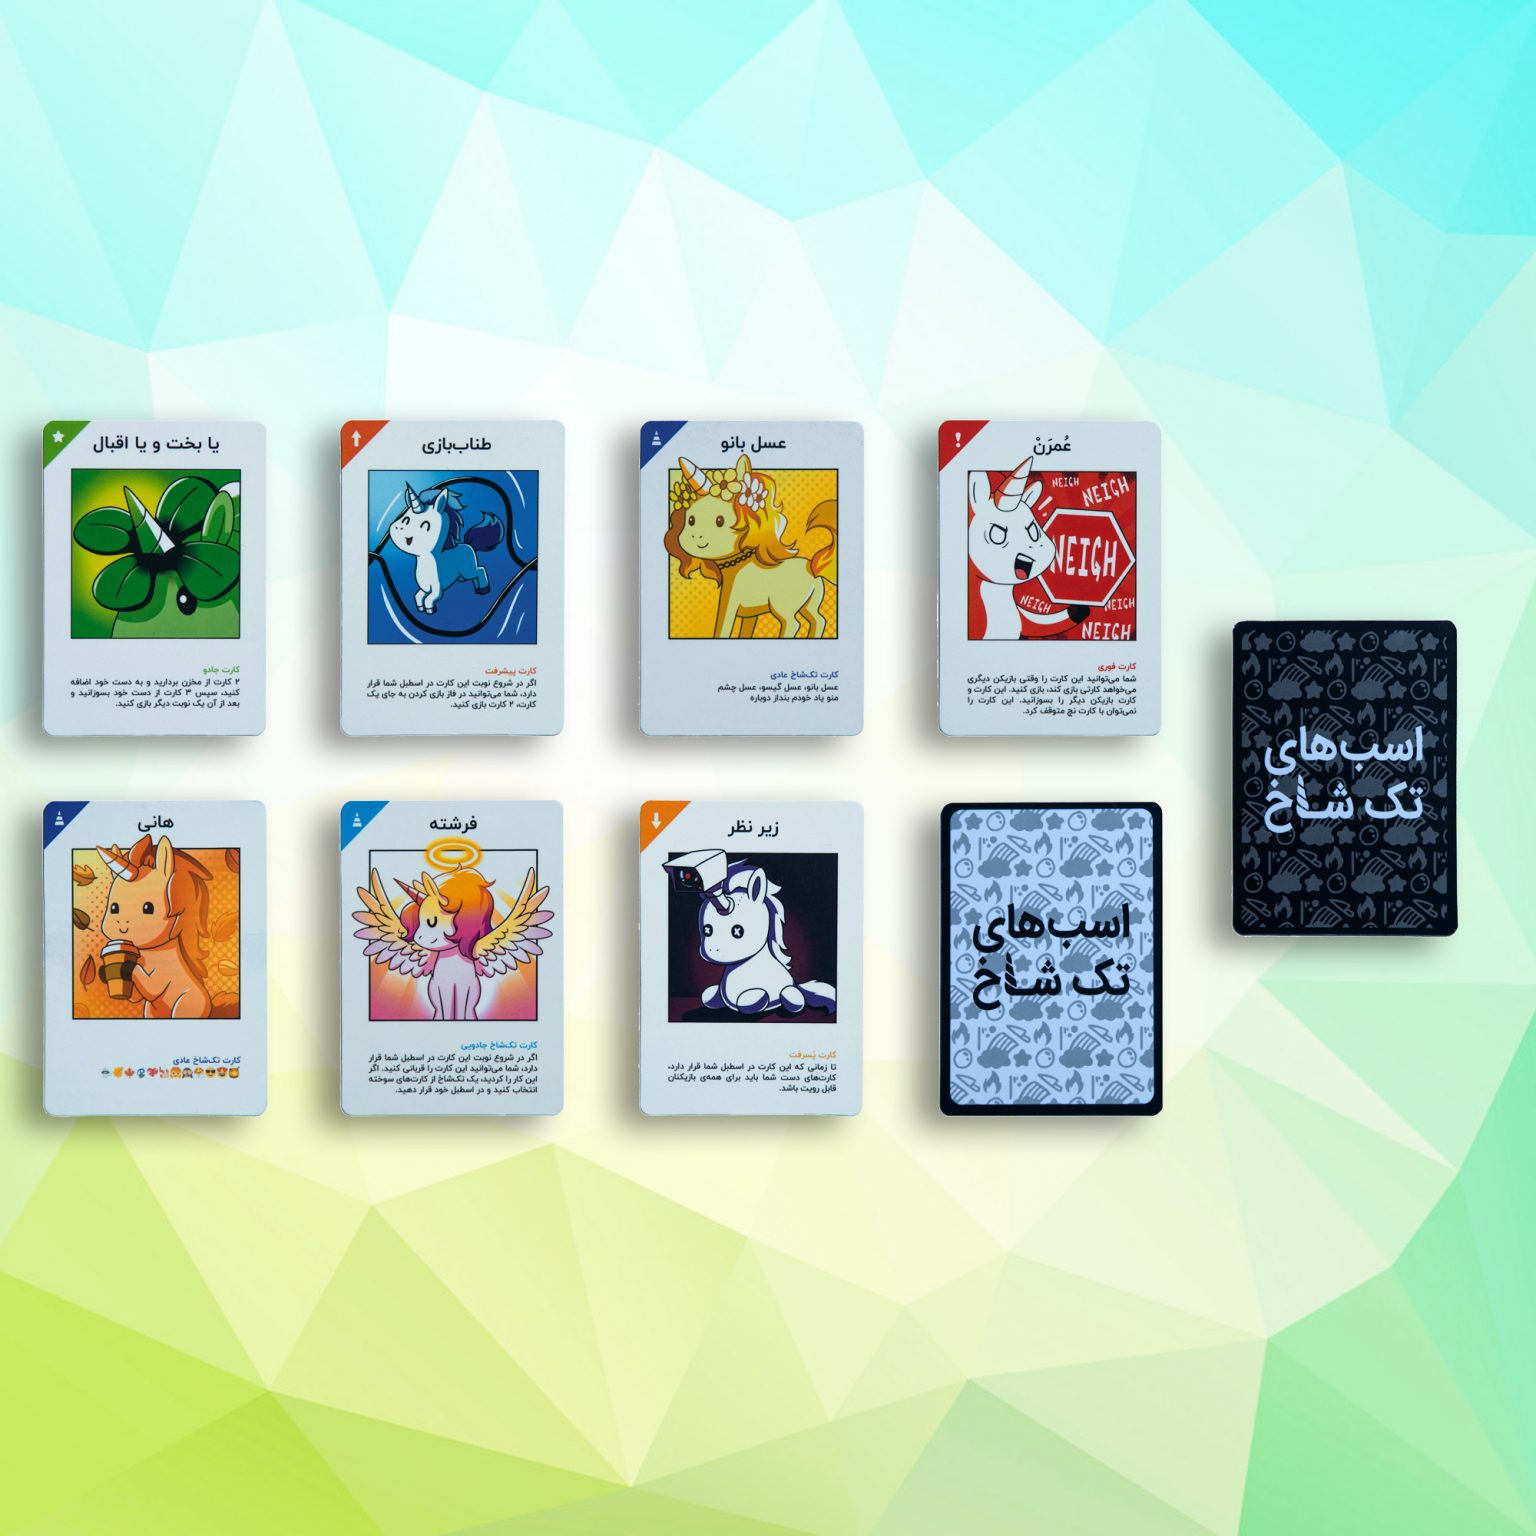 یا بخت و یا اقبال
کارت جادو
۲ کارت از مخزن بردارید و به دست خود اضافه
کنید، سپس ۳ کارت از دست خود بسوزانید و
بعد از آن یک نوبت دیگر بازی کنید.
طناب‌بازی
کارت پیشرفت
اگر در شروع نوبت این کارت در اسطبل شما قرار
دارد، شما می‌توانید در فاز بازی کردن به جای یک
کارت، ۲ کارت بازی کنید.
عسل بانو
کارت تک‌شاخ عادی
عسل بانو، عسل گیسو، عسل چشم
منو یاد خودم بنداز دوباره
عُمرَنْ
NEIGH
NEIGH
NEIGH
NEIGH
NEIGH
NEIGH
کارت فوری
شما می‌توانید این کارت را وقتی بازیکن دیگری
می‌خواهد کارتی بازی کند، بازی کنید. این کارت و
کارت بازیکن دیگر را بسوزانید. این کارت را
نمی‌توان با کارت نچ متوقف کرد.
هانی
کارت تک‌شاخ عادی
فرشته
کارت تک‌شاخ جادویی
اگر در شروع نوبت این کارت در اسطبل شما قرار
دارد، شما می‌توانید این کارت را قربانی کنید. اگر
این کار را کردید، یک تک‌شاخ از کارت‌های سوخته
انتخاب کنید و در اسطبل خود قرار دهید.
زیر نظر
کارت پَسرفت
تا زمانی که این کارت در اسطبل شما قرار دارد،
کارت‌های دست شما باید برای همه‌ی بازیکنان
قابل رویت باشد.
اسب‌های
تک شاخ
اسب‌های
تک شاخ